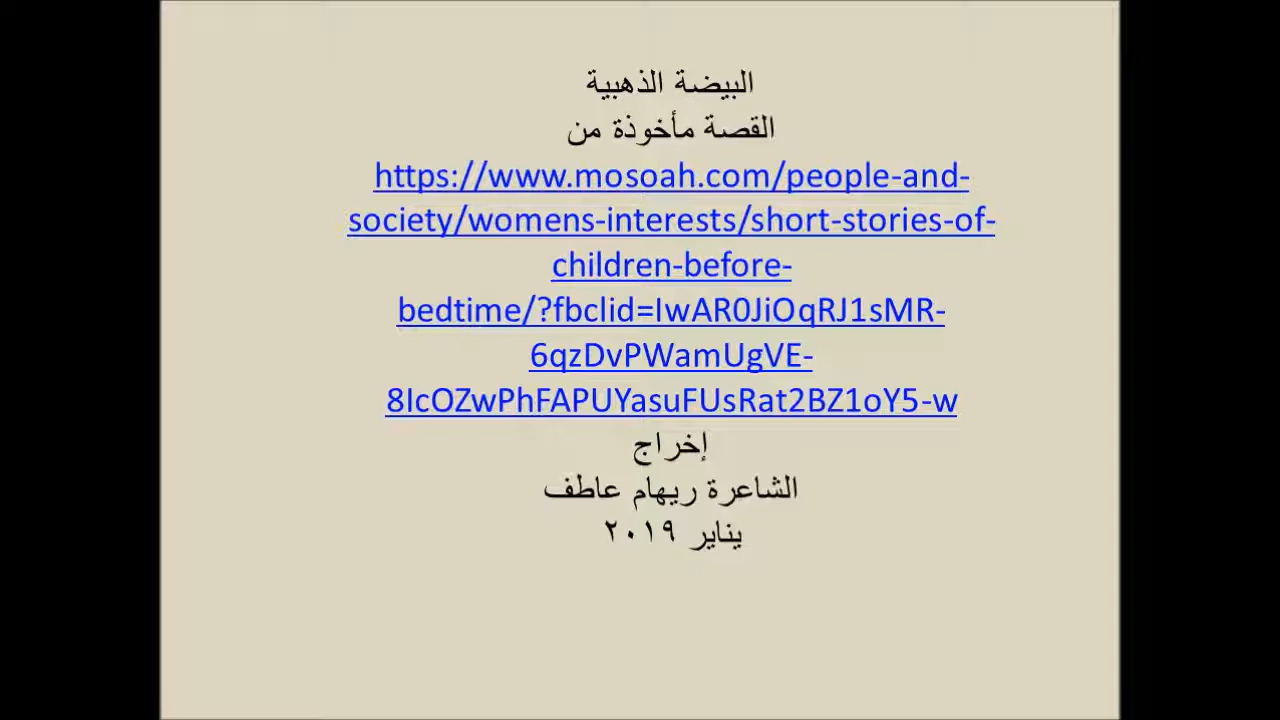 البيضة الذهبية
القصة مأخوذة من
https://www.mosoah.com/people-and-
society/womens-interests/short-stories-of-
children-before-
bedtime/?fbclid=IwAR0JiOqRJ1sMR-
6qzDvPWamUgVE-
8IcOZwPhFAPUYasuFUsRat2BZ1oY5-w
إخراج
الشاعرة ريهام عاطف
يناير ٢٠١٩